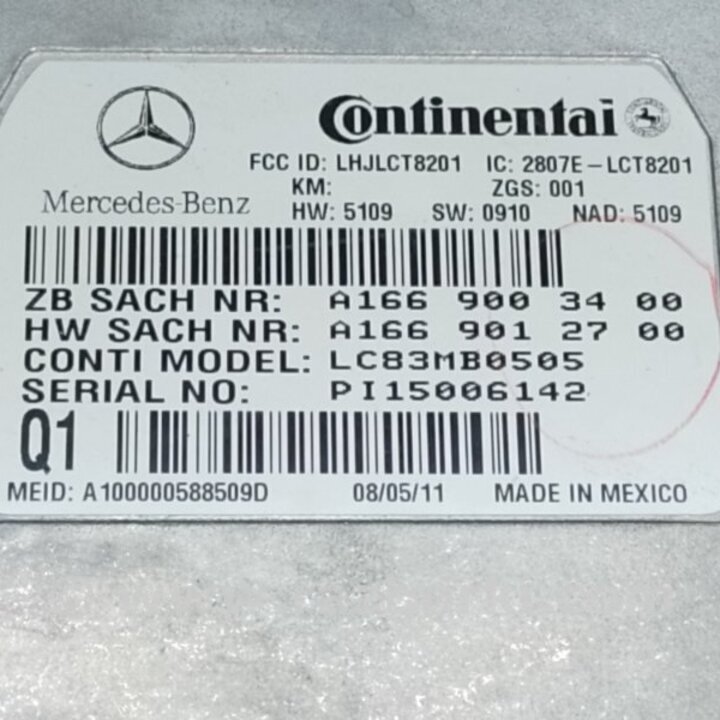 Continental
Mercedes-Benz
FCC ID: LHJLCT8201 IC: 2807E-LCT8201
KM: ZGS: 001
HW: 5109 SW: 0910 NAD: 5109
ZB SACH NR: A166 900 34 00
HW SACH NR: A166 901 27 00
CONTI MODEL: LC83MB0505
SERIAL NO: PI15006142
Q1
MEID: A100000588509D 08/05/11 MADE IN MEXICO